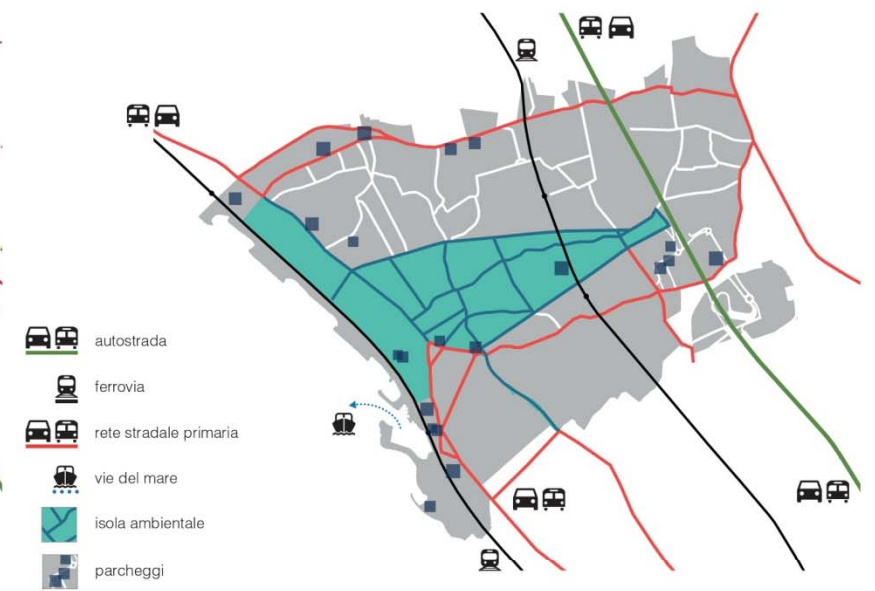 autostrada
ferrovia
rete stradale primaria
vie del mare
isola ambientale
parcheggi